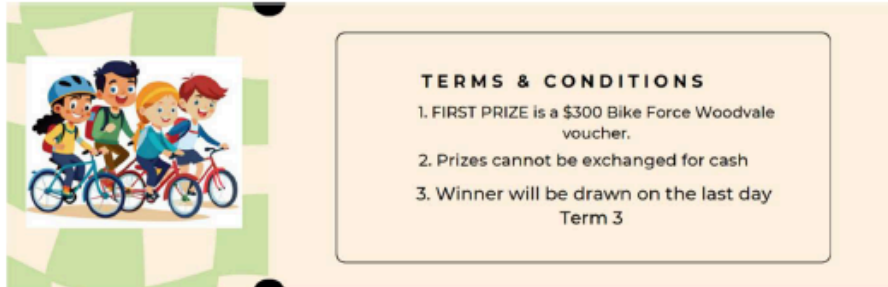 TERMS & CONDITIONS
1. FIRST PRIZE is a $300 Bike Force Woodvale
voucher.
2. Prizes cannot be exchanged for cash
3. Winner will be drawn on the last day
Term 3